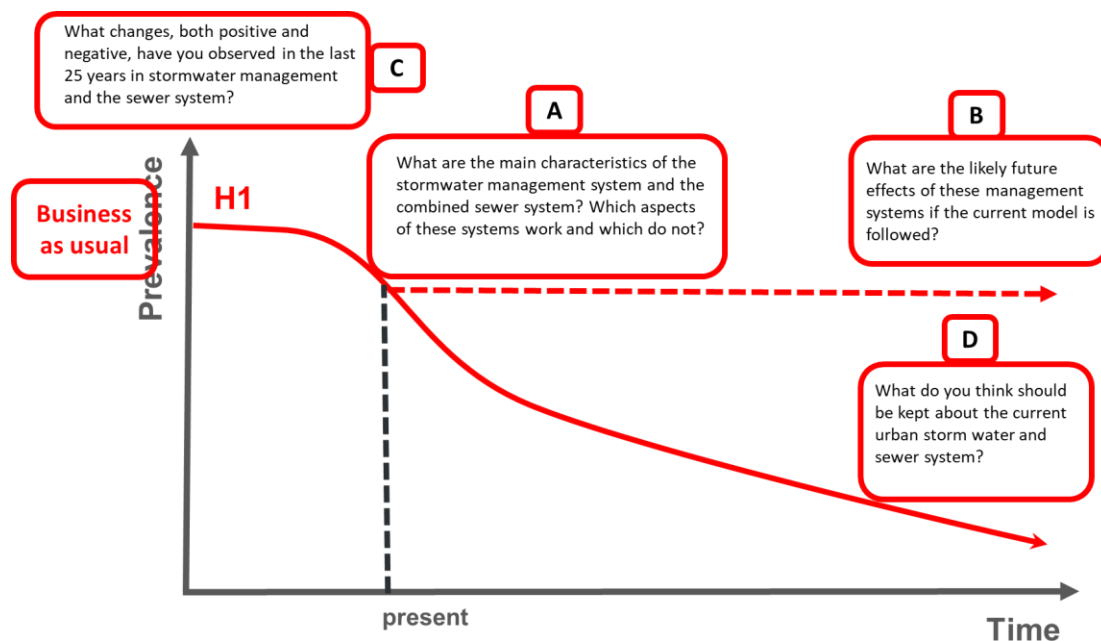 What changes, both positive and
negative, have you observed in the last
25 years in stormwater management
and the sewer system?
C
A
B
What are the main characteristics of the
stormwater management system and the
combined sewer system? Which aspects
of these systems work and which do not?
What are the likely future
effects of these management
systems if the current model is
followed?
Business
as usual
H1
Prevalence
D
What do you think should
be kept about the current
urban storm water and
sewer system?
present
Time